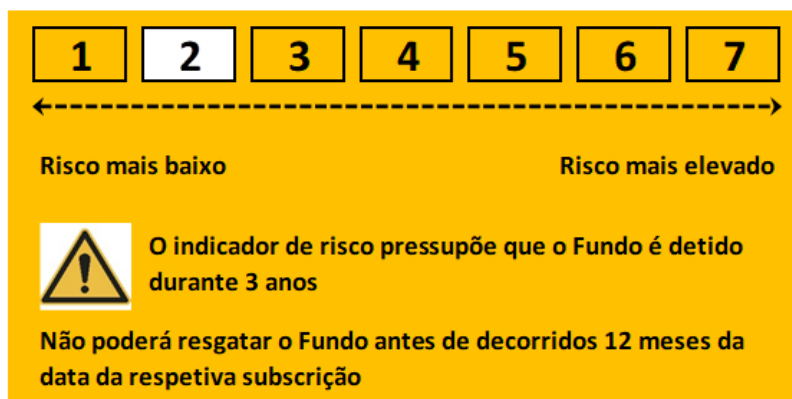 1 2 3 4 5 6 7
Risco mais baixo Risco mais elevado
O indicador de risco pressupõe que o Fundo é detido
durante 3 anos
Não poderá resgatar o Fundo antes de decorridos 12 meses da
data da respetiva subscrição